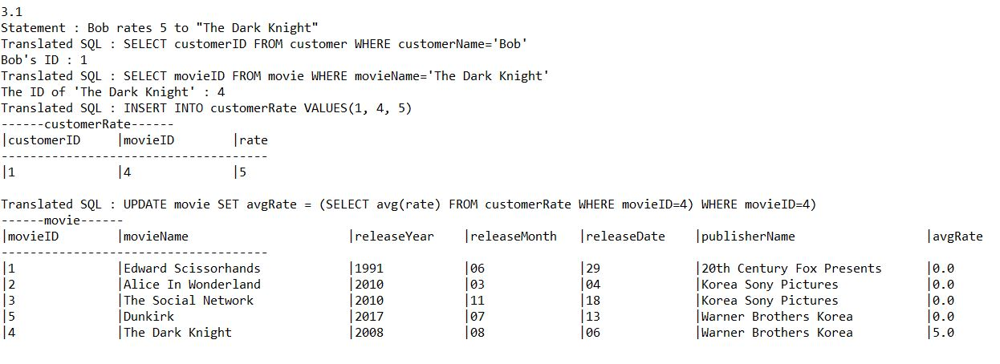 3.1
Statement : Bob rates 5 to "The Dark Knight"
Translated SQL : SELECT customerID FROM customer WHERE customerName='Bob'
Bob's ID : 1
Translated SQL : SELECT movieID FROM movie WHERE movieName='The Dark Knight'
The ID of 'The Dark Knight' : 4
Translated SQL : INSERT INTO customerRate VALUES(1, 4, 5)
------customerRate------
|customerID     |movieID        |rate
-------------------------------------
|1              |4              |5
Translated SQL : UPDATE movie SET avgRate = (SELECT avg(rate) FROM customerRate WHERE movieID=4) WHERE movieID=4)
------movie------
|movieID        |movieName                      |releaseYear    |releaseMonth   |releaseDate    |publisherName                  |avgRate
-------------------------------------
|1              |Edward Scissorhands            |1991           |06             |29             |20th Century Fox Presents      |0.0
|2              |Alice In Wonderland            |2010           |03             |04             |Korea Sony Pictures            |0.0
|3              |The Social Network             |2010           |11             |18             |Korea Sony Pictures            |0.0
|5              |Dunkirk                        |2017           |07             |13             |Warner Brothers Korea          |0.0
|4              |The Dark Knight                |2008           |08             |06             |Warner Brothers Korea          |5.0